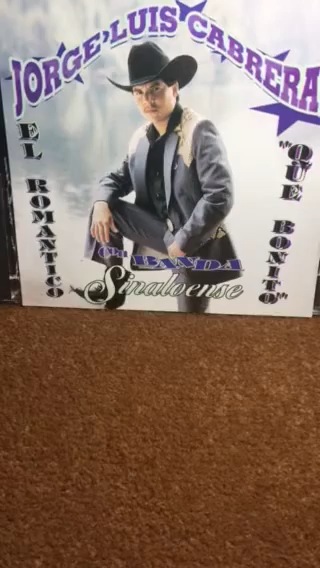 JORGE LUIS CABRERA
EL ROMANTICO
"QUE BONITO"
Con BANDA
Sinaloense